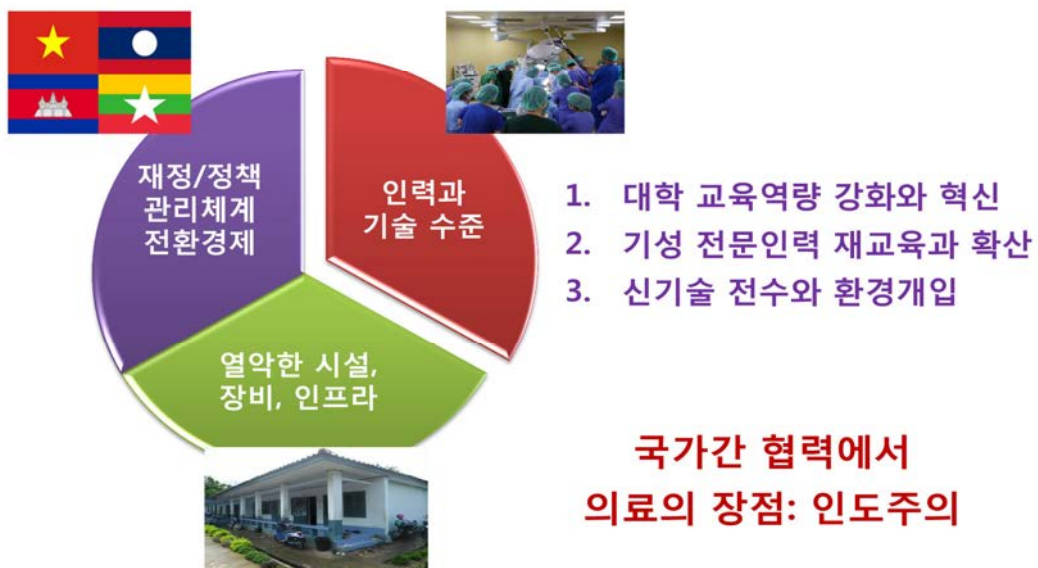 재정/정책
관리체계
전환경제
인력과
기술 수준
열악한 시설,
장비, 인프라
1. 대학 교육역량 강화와 혁신
2. 기성 전문인력 재교육과 확산
3. 신기술 전수와 환경개입
국가간 협력에서
의료의 장점: 인도주의